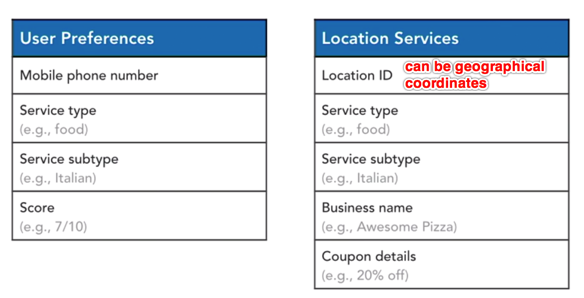 User Preferences
Mobile phone number
Service type
(e.g., food)
Service subtype
(e.g., Italian)
Score
(e.g., 7/10)
Location Services
Location ID can be geographical
coordinates
Service type
(e.g., food)
Service subtype
(e.g., Italian)
Business name
(e.g., Awesome Pizza)
Coupon details
(e.g., 20% off)